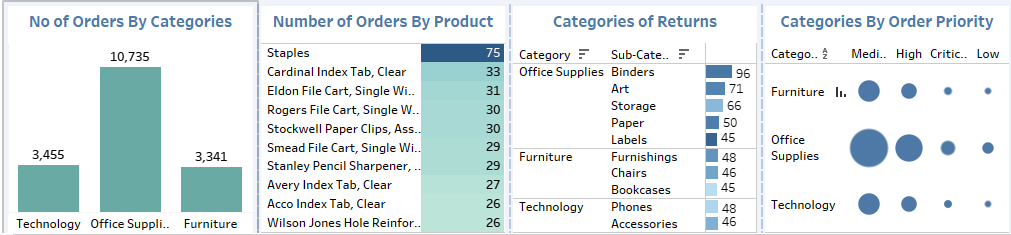 No of Orders By Categories
10,735
3,455
3,341
Technology Office Suppli.. Furniture
Number of Orders By Product
Staples 75
Cardinal Index Tab, Clear 33
Eldon File Cart, Single Wi.. 31
Rogers File Cart, Single W.. 30
Stockwell Paper Clips, Ass.. 30
Smead File Cart, Single Wi.. 29
Stanley Pencil Sharpener, .. 29
Avery Index Tab, Clear 27
Acco Index Tab, Clear 26
Wilson Jones Hole Reinfor.. 26
Categories of Returns
Category Sub-Cate..
Office Supplies Binders 96
Art 71
Storage 66
Paper 50
Labels 45
Furniture Furnishings 48
Chairs 46
Bookcases 45
Technology Phones 48
Accessories 46
Categories By Order Priority
Catego.. Medi.. High Critic.. Low
Furniture
Office
Supplies
Technology